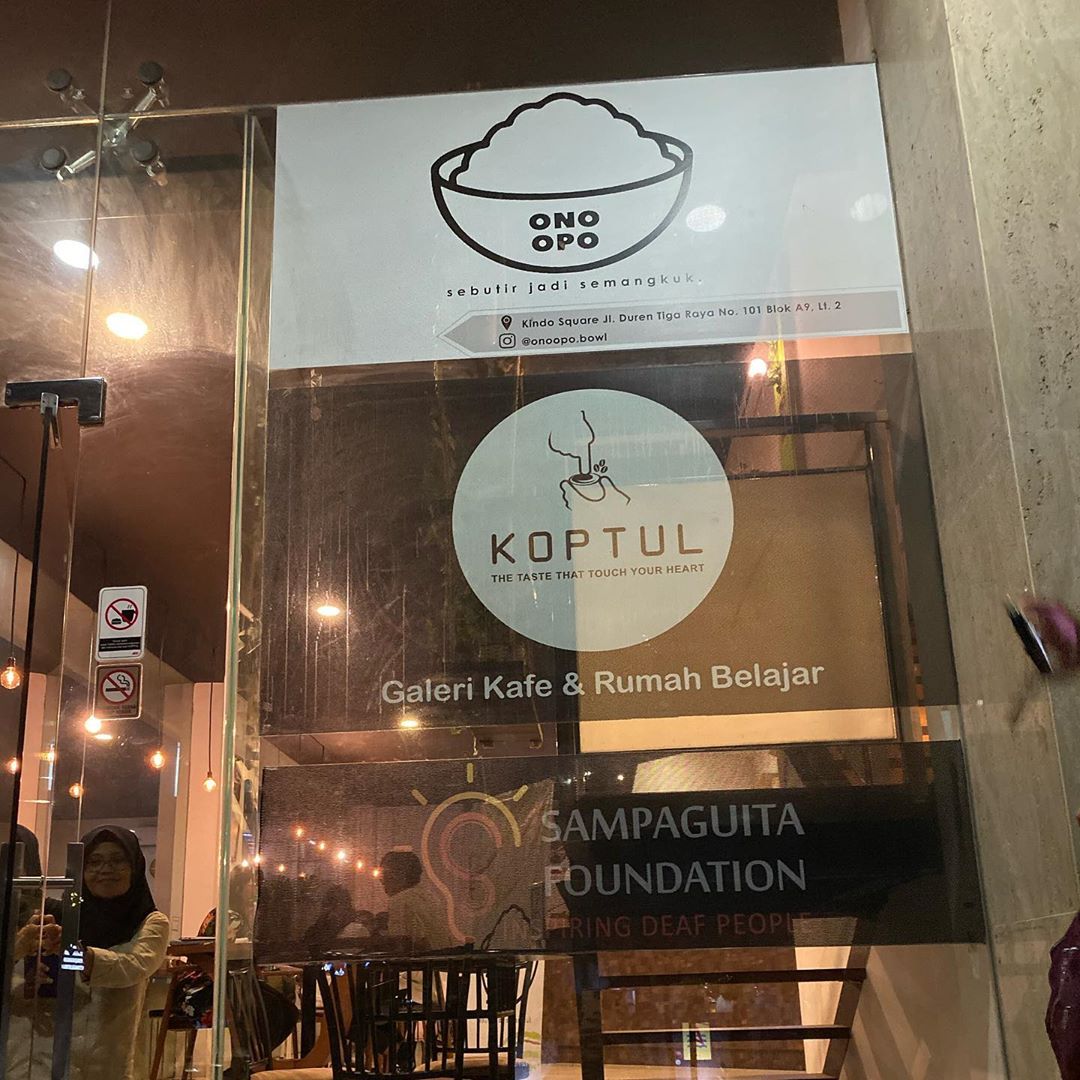 ONO
OPO
sebutir jadi semangkuk.
Kindo Square Jl. Duren Tiga Raya No. 101 Blok A9, Lt. 2
@onoopo.bowl
KOPTUL
THE TASTE THAT TOUCH YOUR HEART
Galeri Kafe & Rumah Belajar
SAMPAGUITA
FOUNDATION
PIRING DEAF PEOPLE